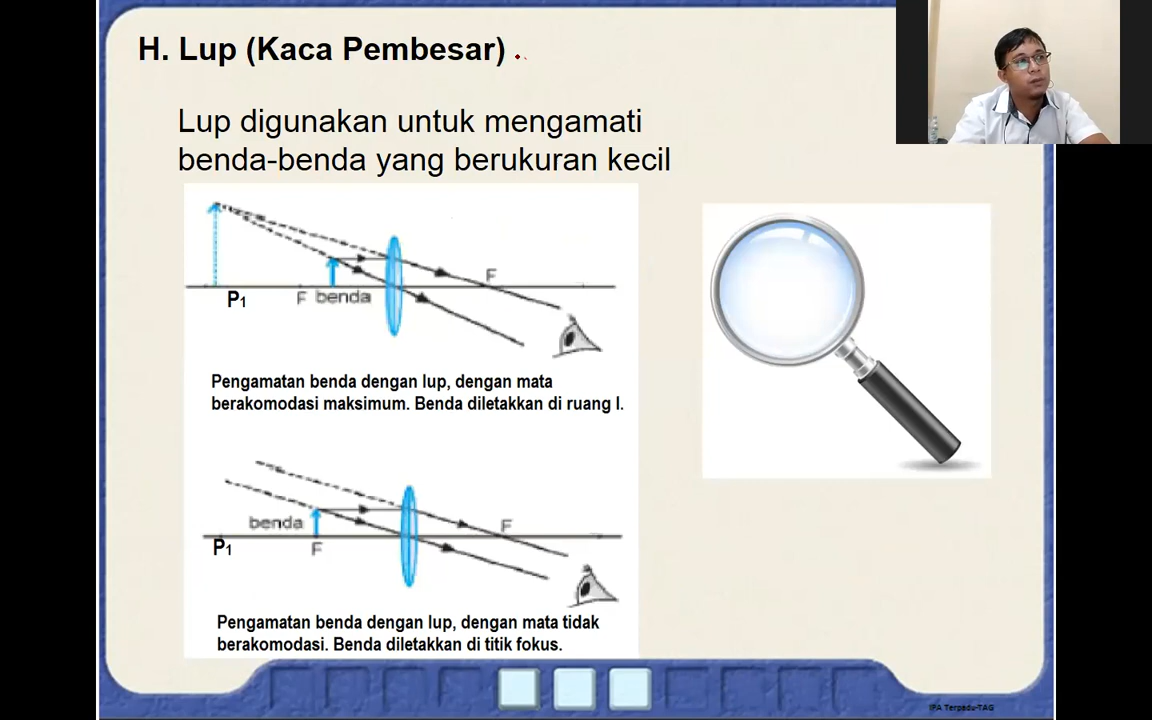 H. Lup (Kaca Pembesar)
Lup digunakan untuk mengamati
benda-benda yang berukuran kecil
F
P1
F benda
Pengamatan benda dengan lup, dengan mata
berakomodasi maksimum. Benda diletakkan di ruang I.
benda
F
P1
F
Pengamatan benda dengan lup, dengan mata tidak
berakomodasi. Benda diletakkan di titik fokus.
IPA Terpadu-TAG